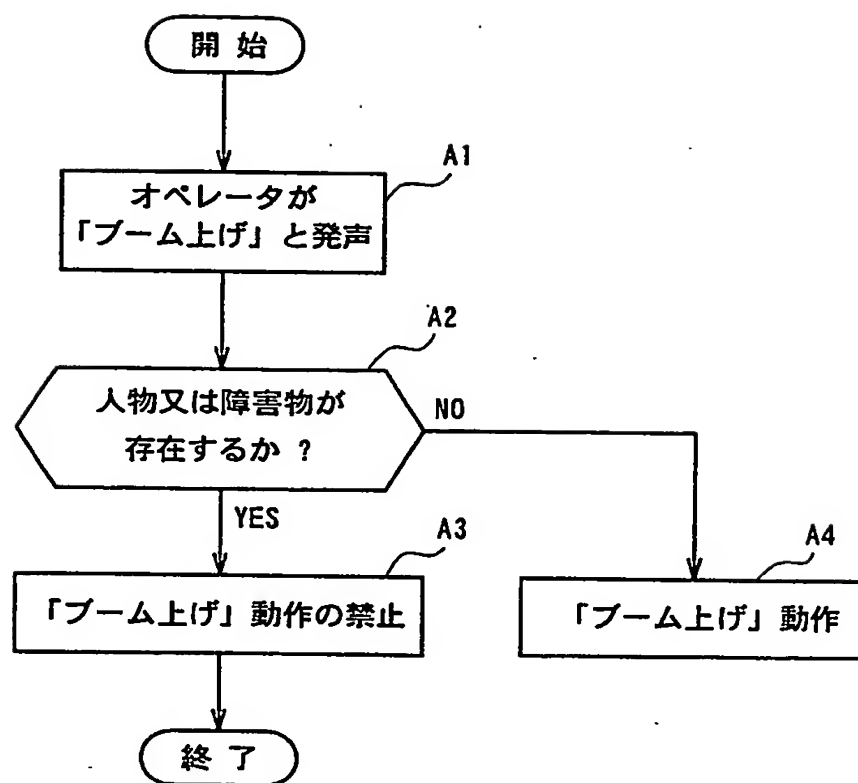 開始
A1
オペレータが
「ブーム上げ」と発声
A2
人物又は障害物が
存在するか ?
NO
YES
A3
「ブーム上げ」動作の禁止
A4
「ブーム上げ」動作
終了